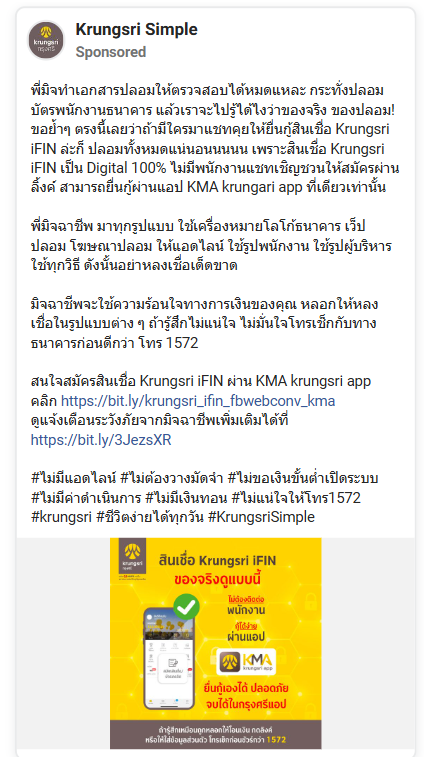 Krungsri Simple
Sponsored
krungsri
กรุงศรี
พี่มิจทำเอกสารปลอมให้ตรวจสอบได้หมดแหละ กระทั่งปลอม
บัตรพนักงานธนาคาร แล้วเราจะไปรู้ได้ไงว่าของจริง ของปลอม!
ขอย้ำๆ ตรงนี้เลยว่าถ้ามีใครมาแชทคุยให้ยื่นกู้สินเชื่อ Krungsri
iFIN ล่ะก็ ปลอมทั้งหมดแน่นอนนนนน เพราะสินเชื่อ Krungsri
iFIN เป็น Digital 100% ไม่มีพนักงานแชทเชิญชวนให้สมัครผ่าน
ลิ้งค์ สามารถยื่นกู้ผ่านแอป KMA krungari app ที่เดียวเท่านั้น
พี่มิจฉาชีพ มาทุกรูปแบบ ใช้เครื่องหมายโลโก้ธนาคาร เว็ป
ปลอม โฆษณาปลอม ให้แอดไลน์ ใช้รูปพนักงาน ใช้รูปผู้บริหาร
ใช้ทุกวิธี ดังนั้นอย่าหลงเชื่อเด็ดขาด
มิจฉาชีพจะใช้ความร้อนใจทางการเงินของคุณ หลอกให้หลง
เชื่อในรูปแบบต่าง ๆ ถ้ารู้สึกไม่แน่ใจ ไม่มั่นใจโทรเช็กกับทาง
ธนาคารก่อนดีกว่า โทร 1572
สนใจสมัครสินเชื่อ Krungsri iFIN ผ่าน KMA krungsri app
คลิก https://bit.ly/krungsri_ifin_fbwebconv_kma
ดูแจ้งเตือนระวังภัยจากมิจฉาชีพเพิ่มเติมได้ที่
https://bit.ly/3JezsXR
#ไม่มีแอดไลน์ #ไม่ต้องวางมัดจำ #ไม่ขอเงินขั้นต่ำเปิดระบบ
#ไม่มีค่าดำเนินการ #ไม่มีเงินทอน #ไม่แน่ใจให้โทร1572
#krungsri #ชีวิตง่ายได้ทุกวัน #KrungsriSimple
krungsri
กรุงศรี
สินเชื่อ Krungsri iFIN
ของจริงดูแบบนี้
ไม่ต้องติดต่อ
พนักงาน
กู้ได้ง่าย
ผ่านแอป
KMA
krungsri app
ยื่นกู้เองได้ ปลอดภัย
จบได้ในกรุงศรีแอป
ถ้ารู้สึกเหมือนถูกหลอกให้โอนเงิน กดลิงค์
หรือให้ใส่ข้อมูลส่วนตัว โทรเช็กก่อนชัวร์กว่า โทร 1572